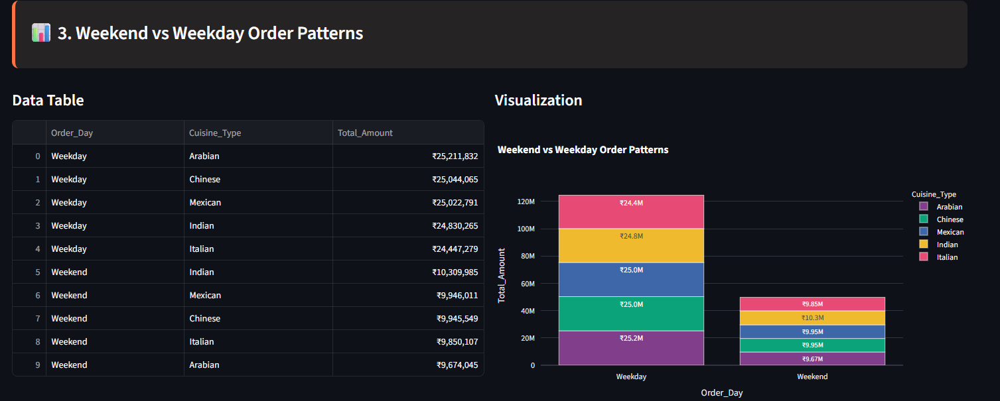 📊 3. Weekend vs Weekday Order Patterns
Data Table
Order_Day Cuisine_Type Total_Amount
0 Weekday Arabian ₹25,211,832
1 Weekday Chinese ₹25,044,065
2 Weekday Mexican ₹25,022,791
3 Weekday Indian ₹24,830,265
4 Weekday Italian ₹24,447,279
5 Weekend Indian ₹10,309,985
6 Weekend Mexican ₹9,946,011
7 Weekend Chinese ₹9,945,549
8 Weekend Italian ₹9,850,107
9 Weekend Arabian ₹9,674,045
Visualization
Weekend vs Weekday Order Patterns
Total_Amount
120M
100M
80M
60M
40M
20M
0
₹24.4M
₹24.8M
₹25.0M
₹25.0M
₹25.2M
₹9.85M
₹10.3M
₹9.95M
₹9.95M
₹9.67M
Weekday Weekend
Order_Day
Cuisine_Type
Arabian
Chinese
Mexican
Indian
Italian